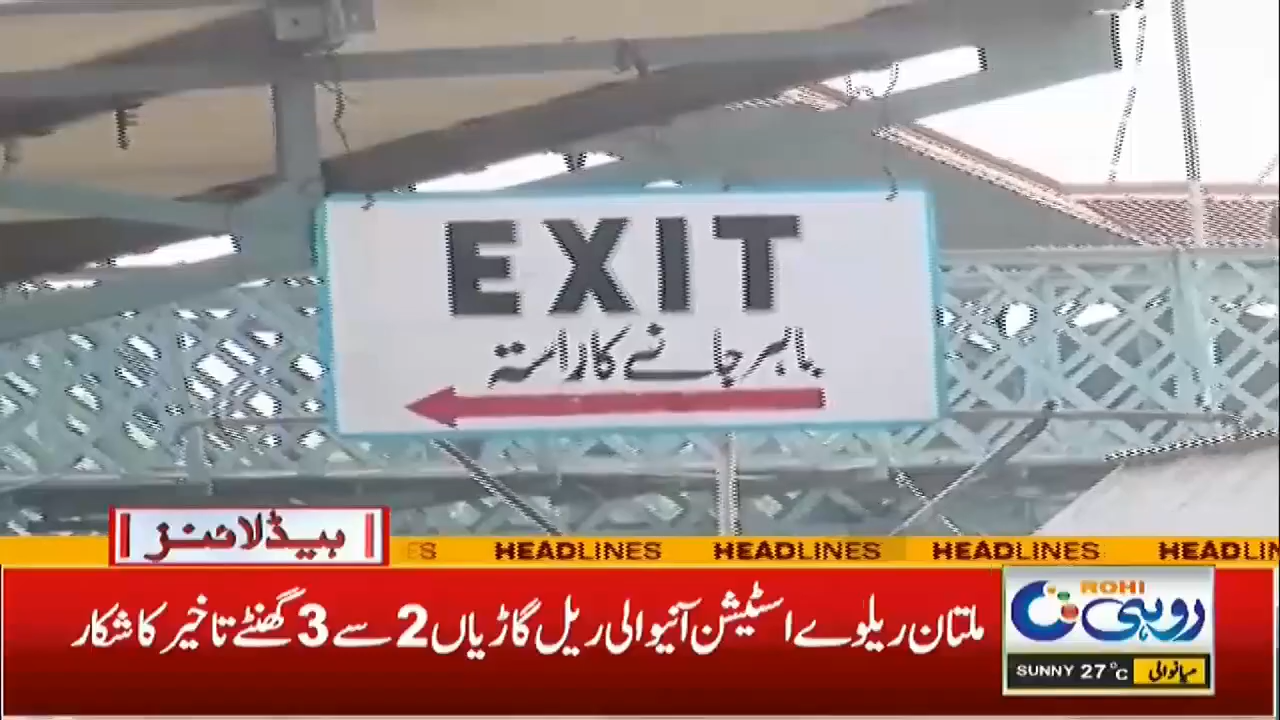 EXIT
باہر جانے کا راستہ
ہیڈلائنز
ES HEADLINES HEADLINES HEADLINES HEADLIN
ملتان ریلوے اسٹیشن آنیوالی ریل گاڑیاں 2 سے 3 گھنٹے تاخیر کا شکار
ROHI
روہی
SUNNY 27°C میانوالی